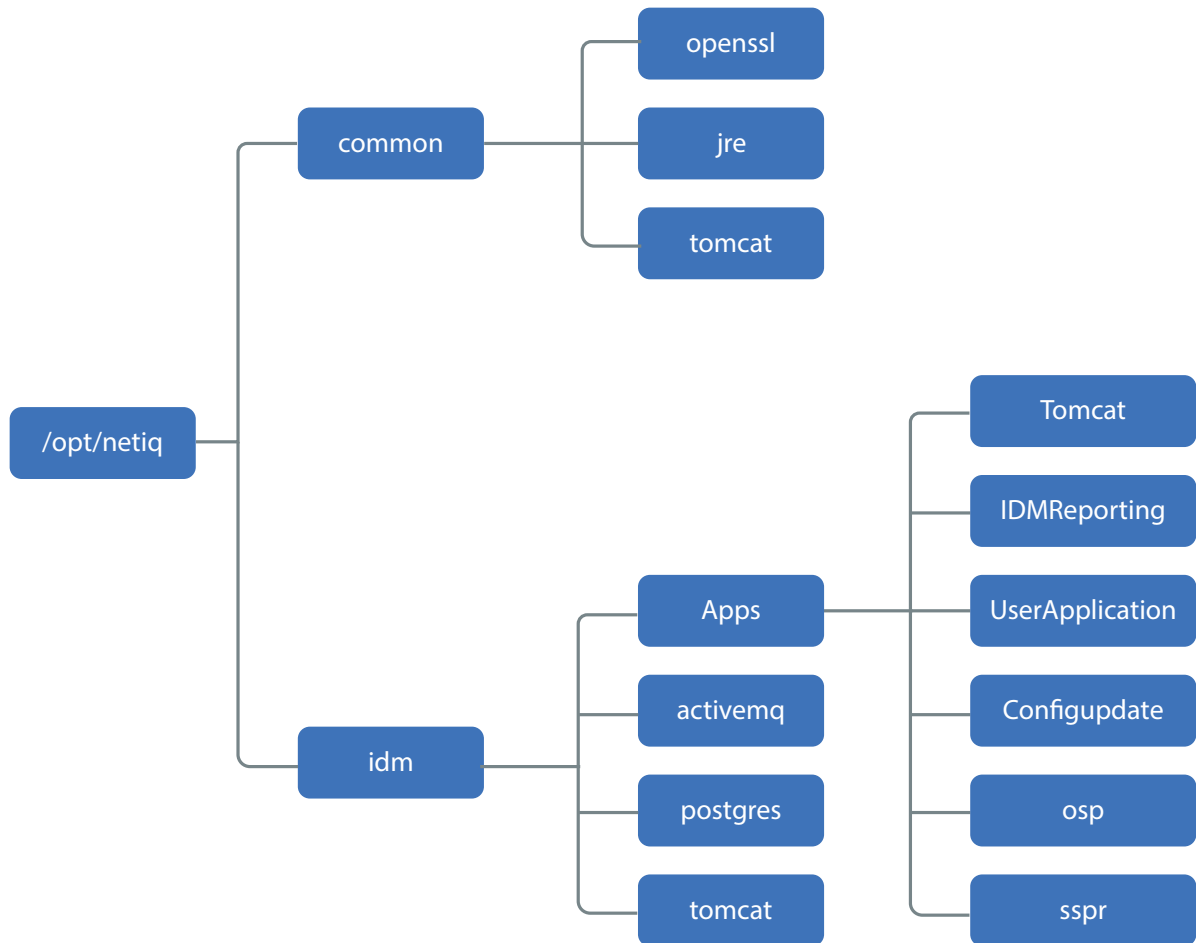 openssl
common
jre
tomcat
/opt/netiq
Tomcat
IDMReporting
Apps
UserApplication
activemq
Configupdate
idm
postgres
osp
tomcat
sspr